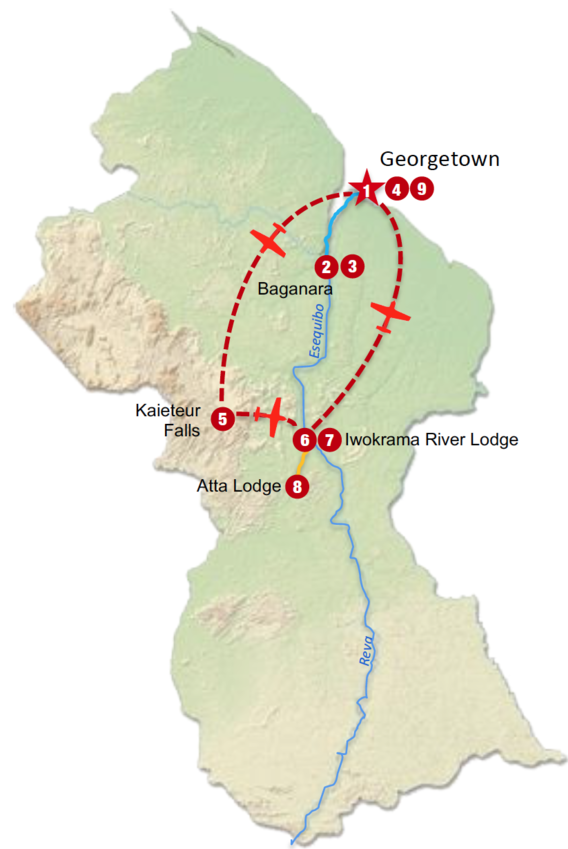 Georgetown
1 4 9
2 3
Baganara
Esequibo
Kaieteur
Falls
5
6 7 Iwokrama River Lodge
Atta Lodge 8
Reva